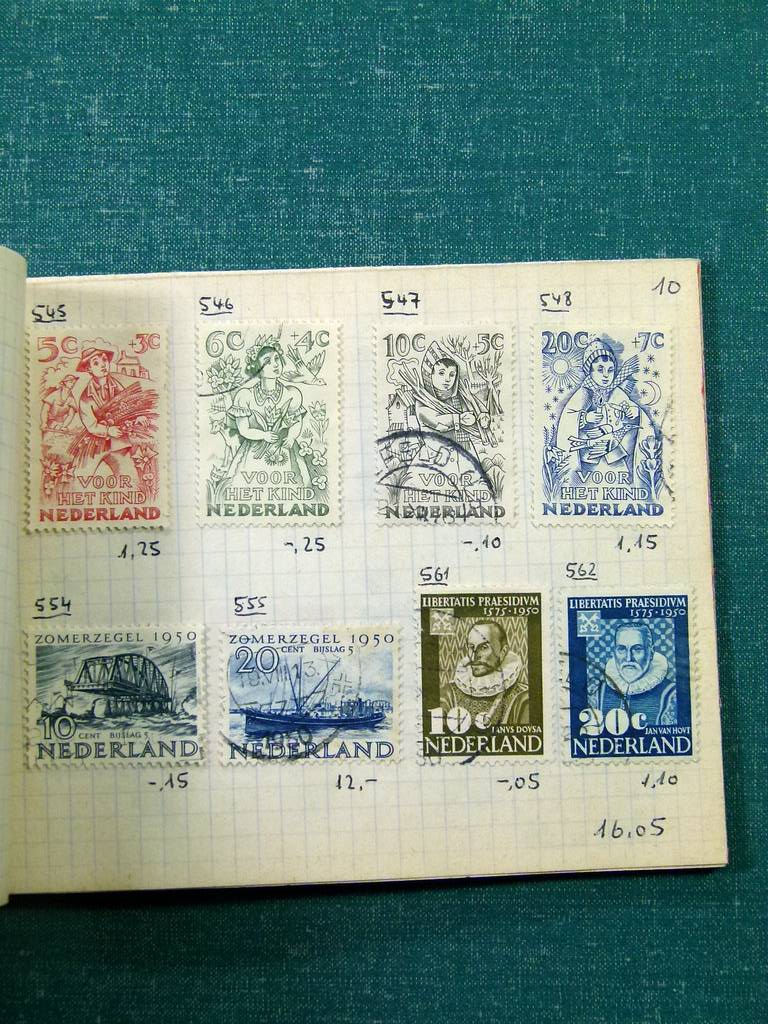 10
545 546 547 548
5C +3C
VOOR
HET KIND
NEDERLAND
6C +4C
VOOR
HET KIND
NEDERLAND
10C +5C
VOOR
HET KIND
NEDERLAND
20C +7C
VOOR
HET KIND
NEDERLAND
1,25 -,25 -,10 1,15
554 555 561 562
ZOMERZEGEL 1950
10 CENT BIJSLAG 5
NEDERLAND
ZOMERZEGEL 1950
20 CENT BIJSLAG 5
NEDERLAND
LIBERTATIS PRAESIDIVM
1575·1950
10c JANVS DOVSA
NEDERLAND
LIBERTATIS PRAESIDIVM
1575·1950
20c JAN VAN HOVT
NEDERLAND
-,15 12,- -,05 1,10
16,05